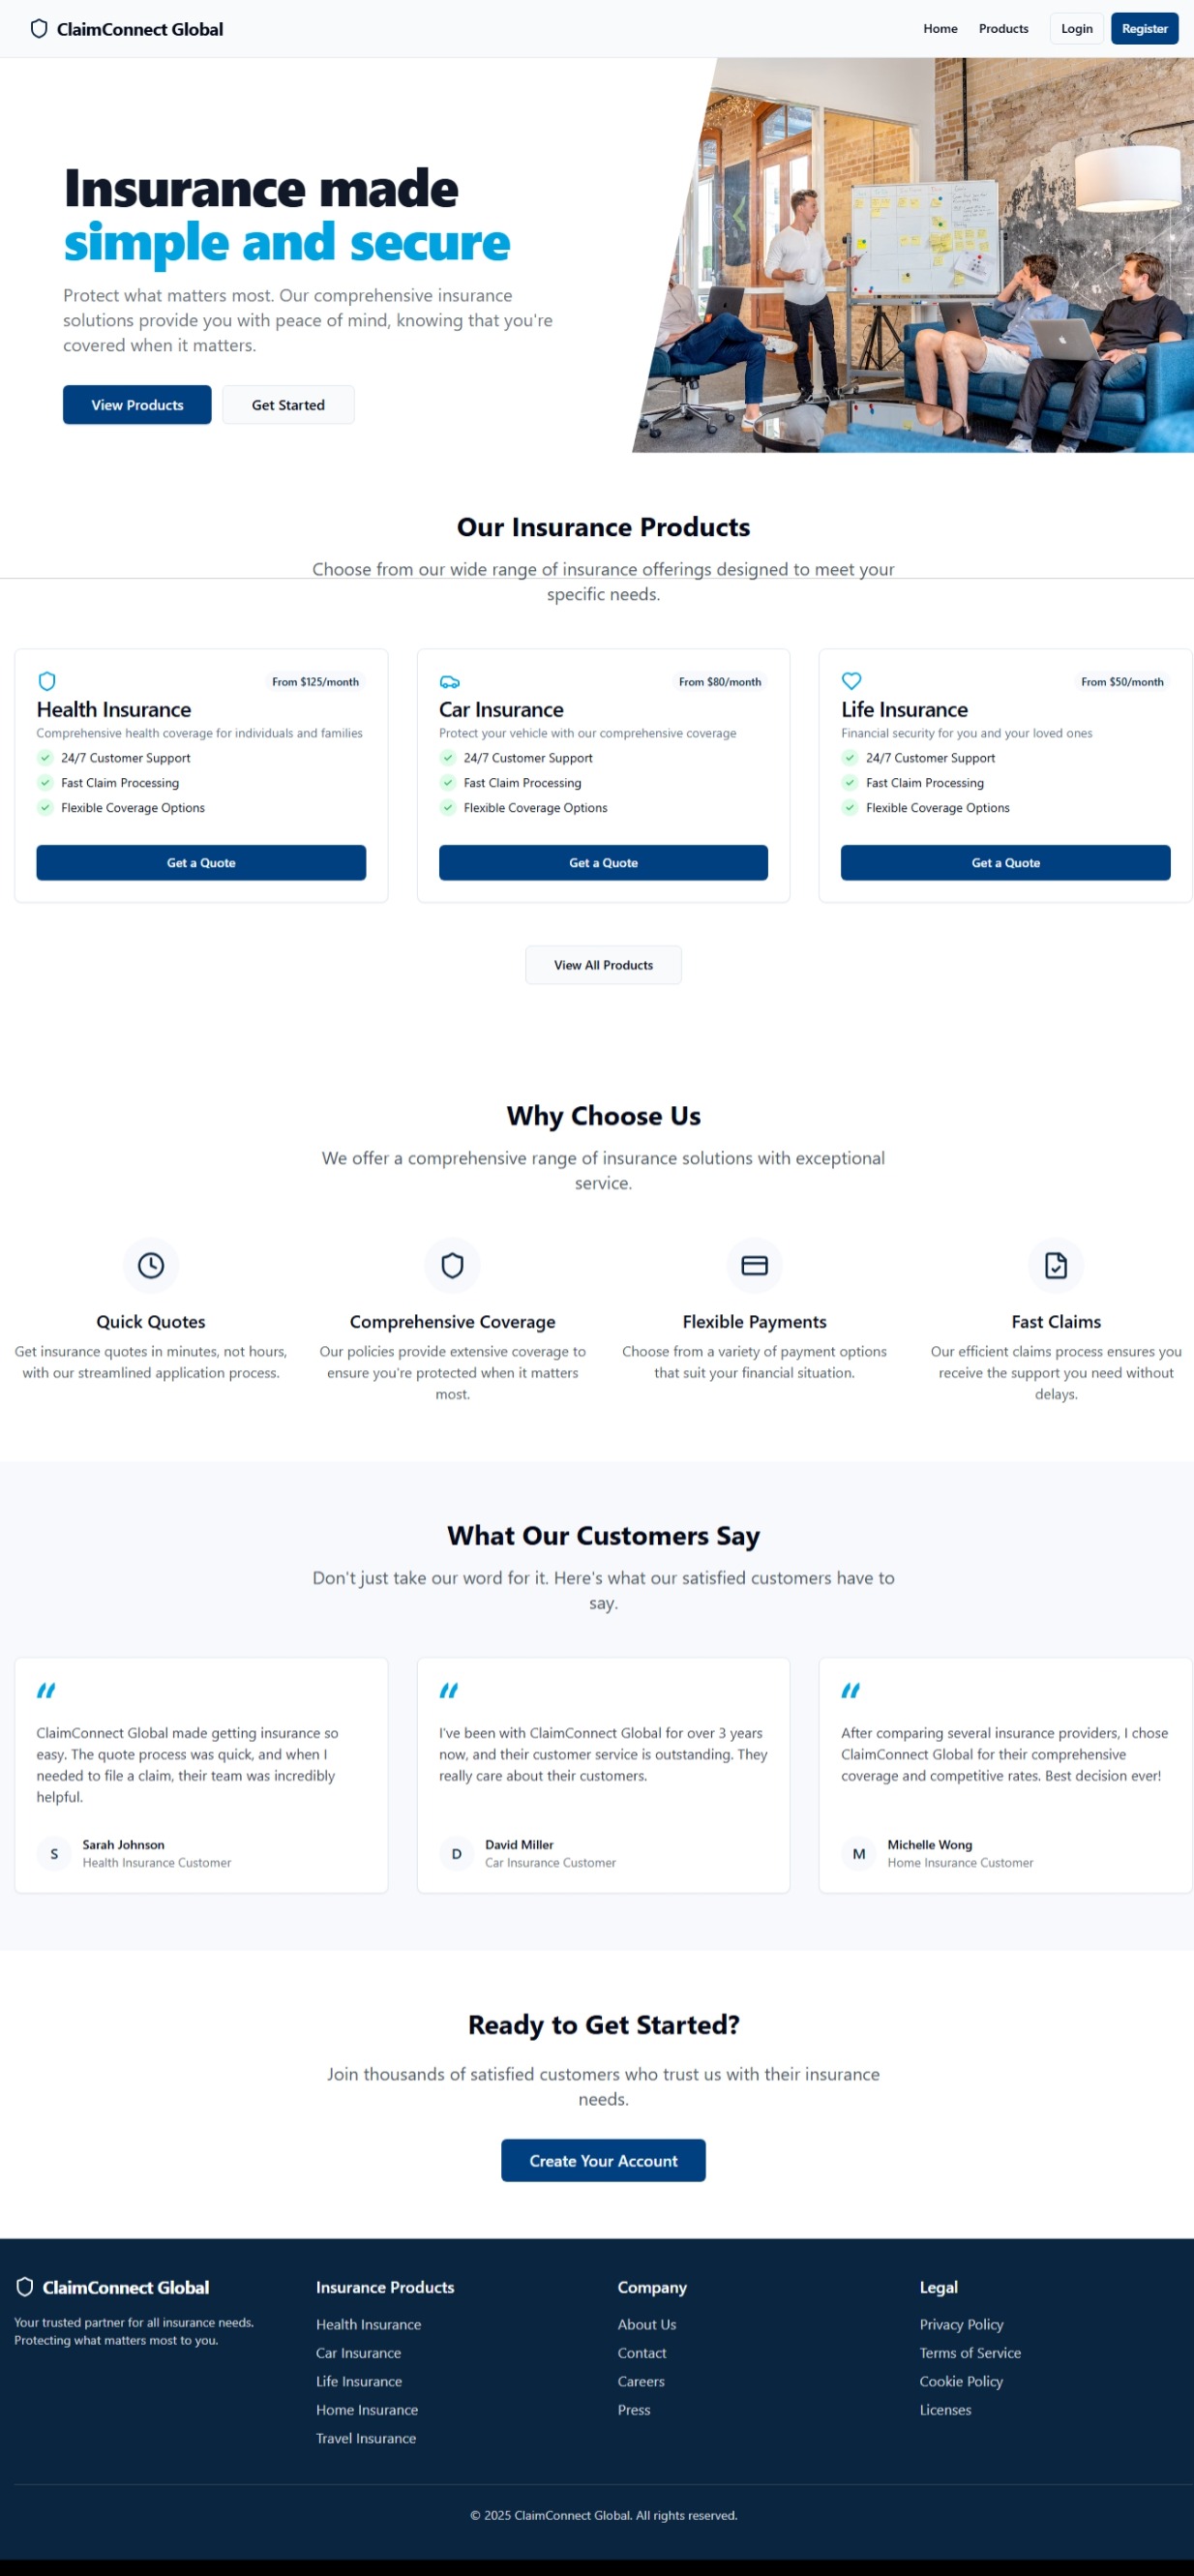 ClaimConnect Global
Home Products Login Register
Insurance made
simple and secure
Protect what matters most. Our comprehensive insurance
solutions provide you with peace of mind, knowing that you're
covered when it matters.
View Products Get Started
Our Insurance Products
Choose from our wide range of insurance offerings designed to meet your
specific needs.
From $125/month
Health Insurance
Comprehensive health coverage for individuals and families
24/7 Customer Support
Fast Claim Processing
Flexible Coverage Options
Get a Quote
From $80/month
Car Insurance
Protect your vehicle with our comprehensive coverage
24/7 Customer Support
Fast Claim Processing
Flexible Coverage Options
Get a Quote
From $50/month
Life Insurance
Financial security for you and your loved ones
24/7 Customer Support
Fast Claim Processing
Flexible Coverage Options
Get a Quote
View All Products
Why Choose Us
We offer a comprehensive range of insurance solutions with exceptional
service.
Quick Quotes
Get insurance quotes in minutes, not hours,
with our streamlined application process.
Comprehensive Coverage
Our policies provide extensive coverage to
ensure you're protected when it matters
most.
Flexible Payments
Choose from a variety of payment options
that suit your financial situation.
Fast Claims
Our efficient claims process ensures you
receive the support you need without
delays.
What Our Customers Say
Don't just take our word for it. Here's what our satisfied customers have to
say.
ClaimConnect Global made getting insurance so
easy. The quote process was quick, and when I
needed to file a claim, their team was incredibly
helpful.
S
Sarah Johnson
Health Insurance Customer
I've been with ClaimConnect Global for over 3 years
now, and their customer service is outstanding. They
really care about their customers.
D
David Miller
Car Insurance Customer
After comparing several insurance providers, I chose
ClaimConnect Global for their comprehensive
coverage and competitive rates. Best decision ever!
M
Michelle Wong
Home Insurance Customer
Ready to Get Started?
Join thousands of satisfied customers who trust us with their insurance
needs.
Create Your Account
ClaimConnect Global
Your trusted partner for all insurance needs.
Protecting what matters most to you.
Insurance Products
Health Insurance
Car Insurance
Life Insurance
Home Insurance
Travel Insurance
Company
About Us
Contact
Careers
Press
Legal
Privacy Policy
Terms of Service
Cookie Policy
Licenses
© 2025 ClaimConnect Global. All rights reserved.